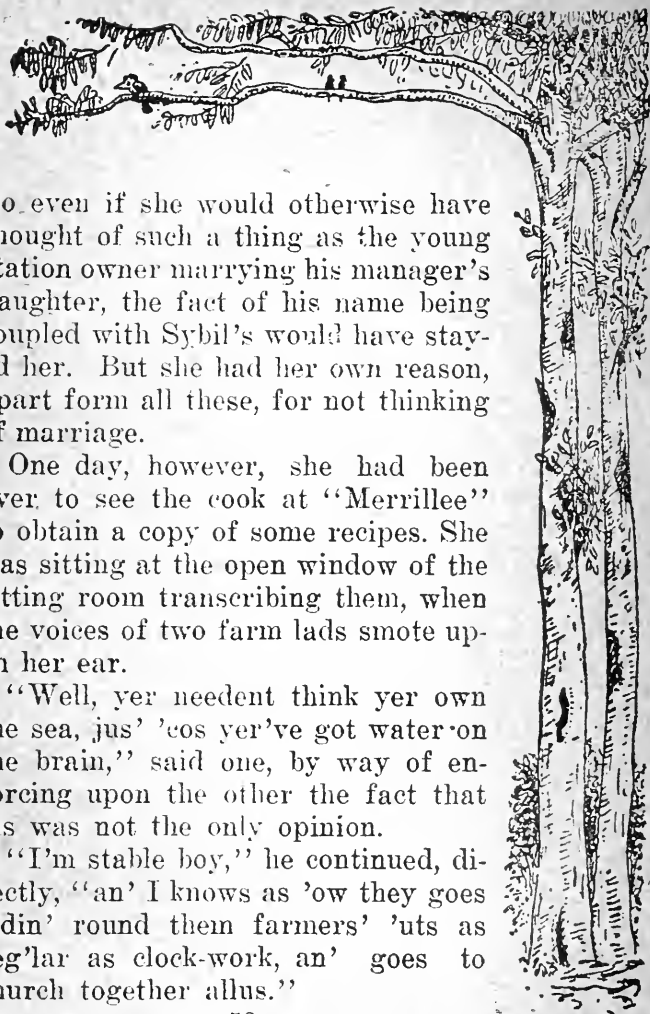 o even if she would otherwise have
hought of such a thing as the young
tation owner marrying his manager's
aughter, the fact of his name being
oupled with Sybil's would have stay-
d her. But she had her own reason,
part form all these, for not thinking
f marriage.
One day, however, she had been
ver to see the cook at "Merrillee"
o obtain a copy of some recipes. She
as sitting at the open window of the
tting room transcribing them, when
he voices of two farm lads smote up-
n her ear.
"Well, yer needent think yer own
he sea, jus' 'cos yer've got water on
he brain," said one, by way of en-
orcing upon the other the fact that
is was not the only opinion.
"I'm stable boy," he continued, di-
ectly, "an' I knows as 'ow they goes
idin' round them farmers' 'uts as
eg'lar as clock-work, an' goes to
hurch together allus."